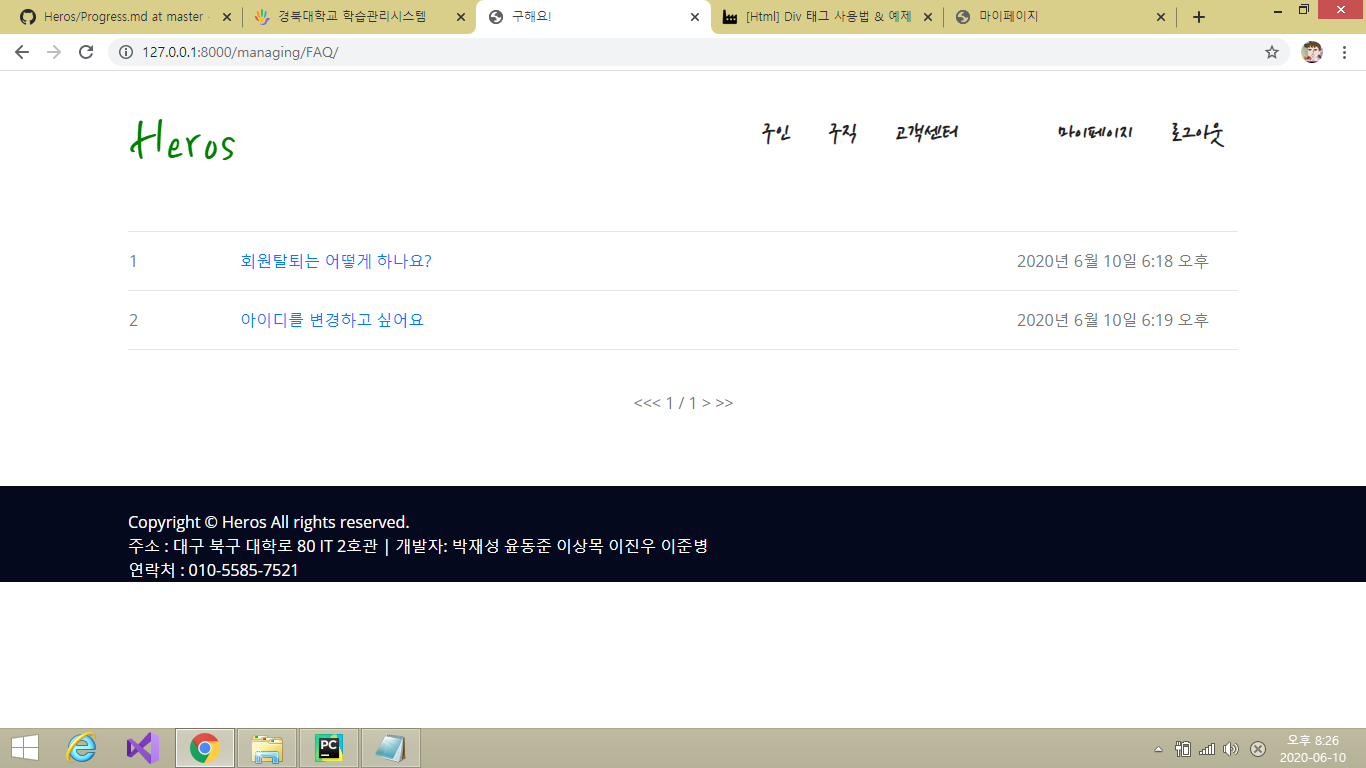 Heros/Progress.md at master
경북대학교 학습관리시스템
구해요!
[Html] Div 태그 사용법 & 예제
마이페이지
127.0.0.1:8000/managing/FAQ/
Heros
구인 구직 고객센터 마이페이지 로그아웃
1 회원탈퇴는 어떻게 하나요? 2020년 6월 10일 6:18 오후
2 아이디를 변경하고 싶어요 2020년 6월 10일 6:19 오후
<<< 1 / 1 > >>
Copyright © Heros All rights reserved.
주소 : 대구 북구 대학로 80 IT 2호관 | 개발자: 박재성 윤동준 이상목 이진우 이준병
연락처 : 010-5585-7521
PC
오후 8:26
2020-06-10